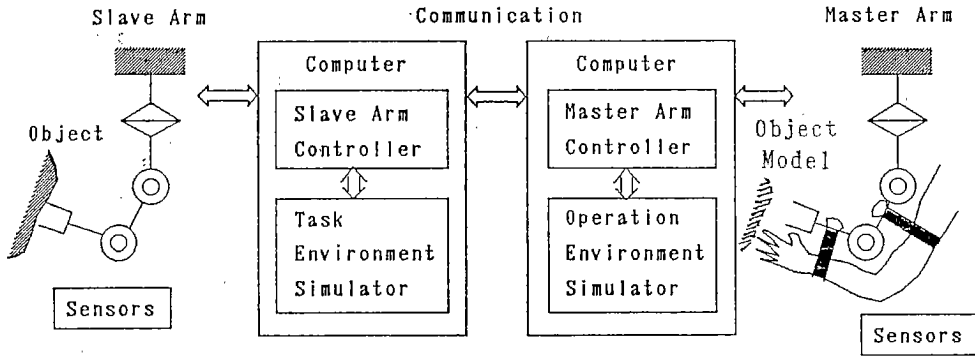 Slave Arm
Communication
Master Arm
Computer
Slave Arm
Controller
Task
Environment
Simulator
Computer
Master Arm
Controller
Operation
Environment
Simulator
Object
Sensors
Object
Model
Sensors